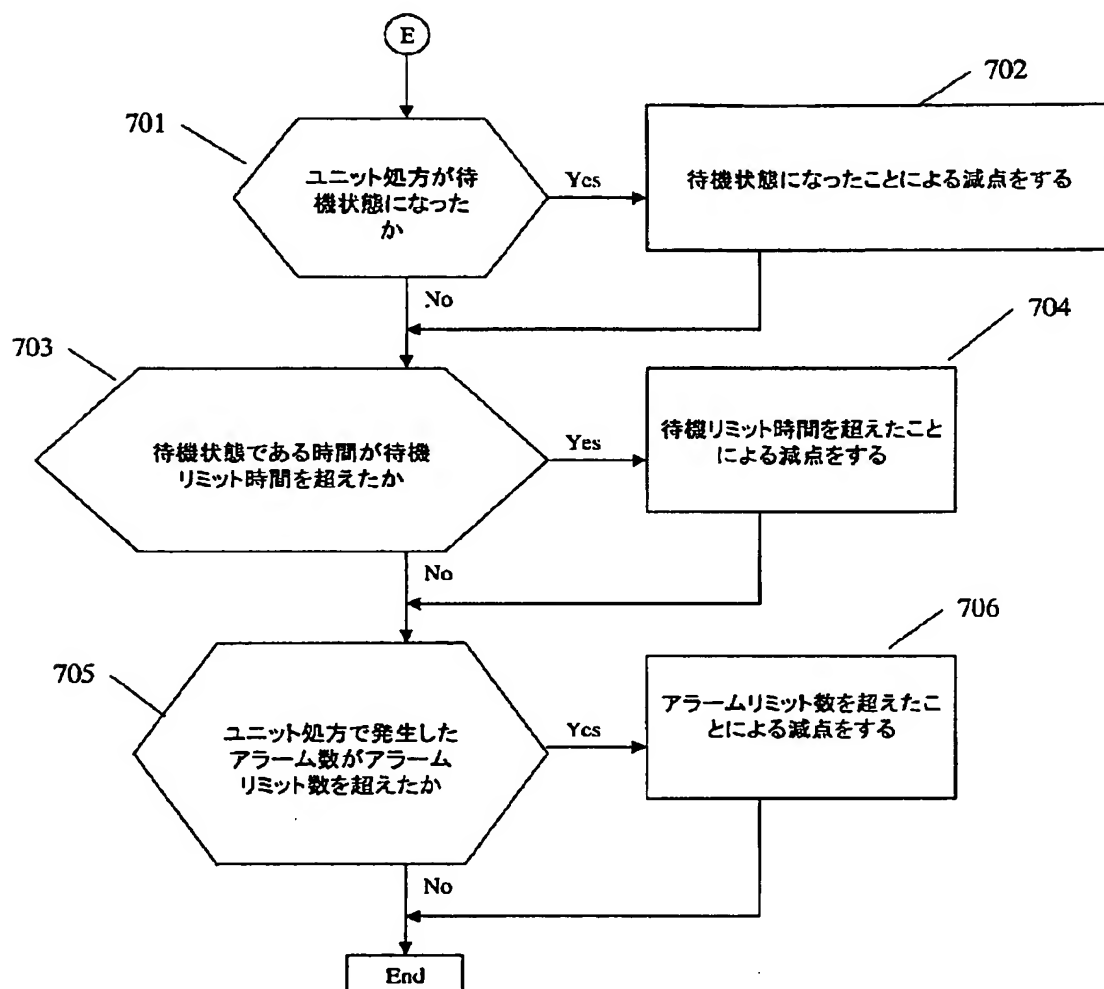 E
702
701
ユニット処方が待
機状態になった
か
Yes
待機状態になったことによる減点をする
No
704
703
待機状態である時間が待機
リミット時間を超えたか
Yes
待機リミット時間を超えたこと
による減点をする
No
706
705
ユニット処方で発生した
アラーム数がアラーム
リミット数を超えたか
Yes
アラームリミット数を超えたこ
とによる減点をする
No
End